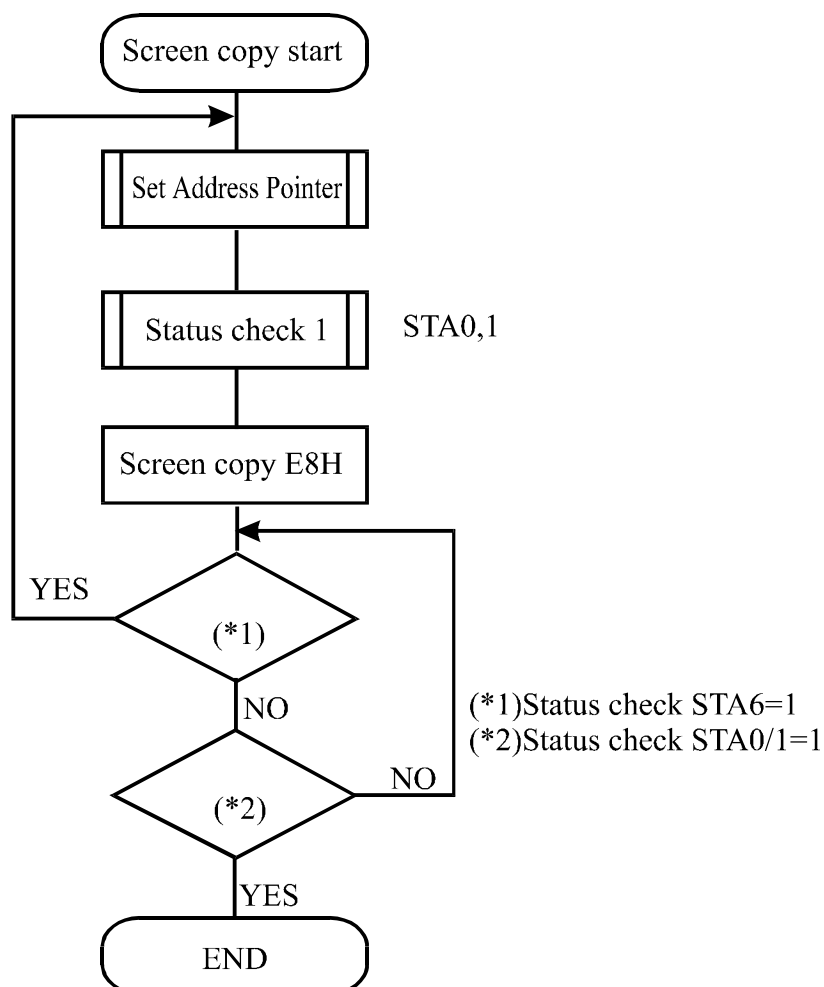 Screen copy start
Set Address Pointer
Status check 1
STA0,1
Screen copy E8H
YES
(*1)
NO
(*1)Status check STA6=1
(*2)Status check STA0/1=1
NO
(*2)
YES
END